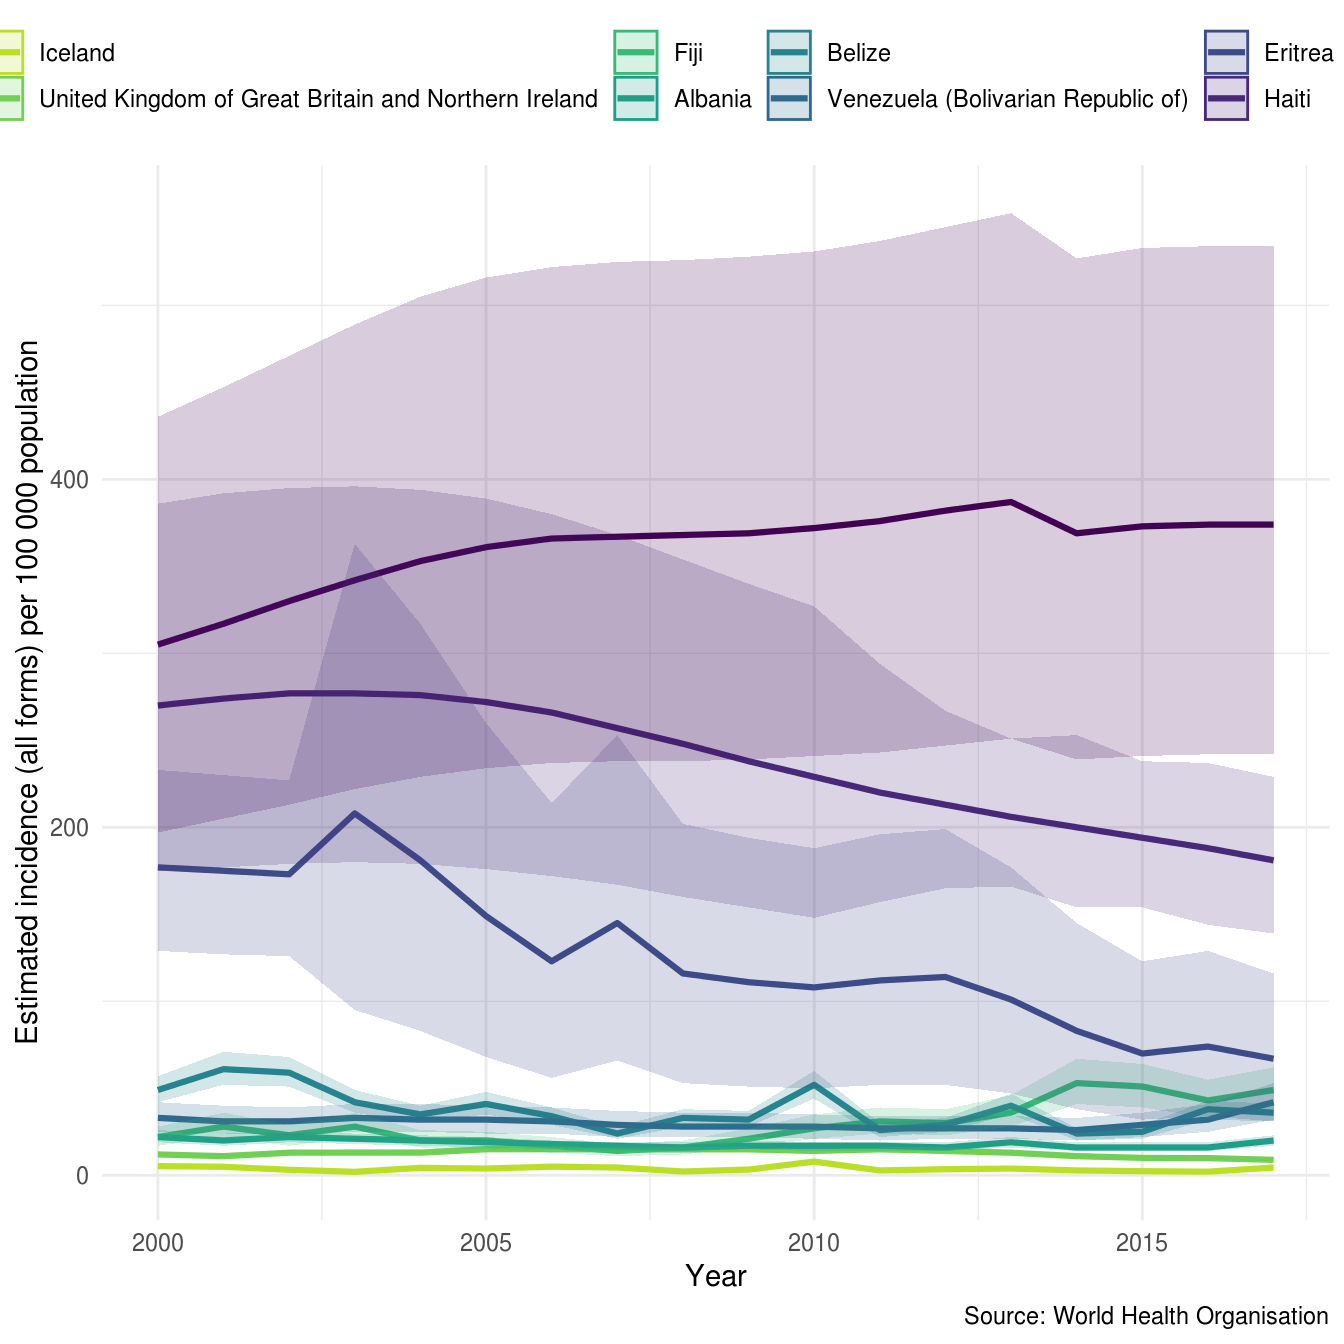 Iceland
United Kingdom of Great Britain and Northern Ireland
Fiji
Albania
Belize
Venezuela (Bolivarian Republic of)
Eritrea
Haiti
Estimated incidence (all forms) per 100 000 population
400
200
0
2000 2005 2010 2015
Year
Source: World Health Organisation